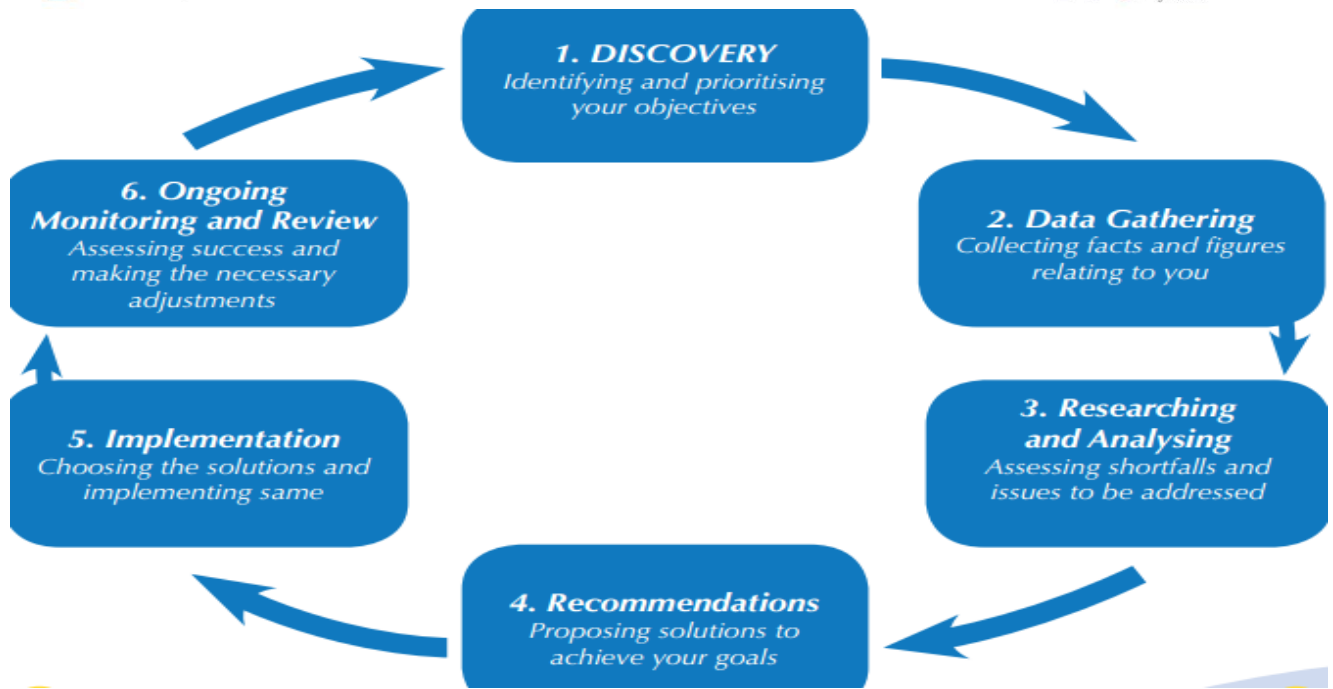 1. DISCOVERY
Identifying and prioritising
your objectives
2. Data Gathering
Collecting facts and figures
relating to you
3. Researching
and Analysing
Assessing shortfalls and
issues to be addressed
4. Recommendations
Proposing solutions to
achieve your goals
5. Implementation
Choosing the solutions and
implementing same
6. Ongoing
Monitoring and Review
Assessing success and
making the necessary
adjustments